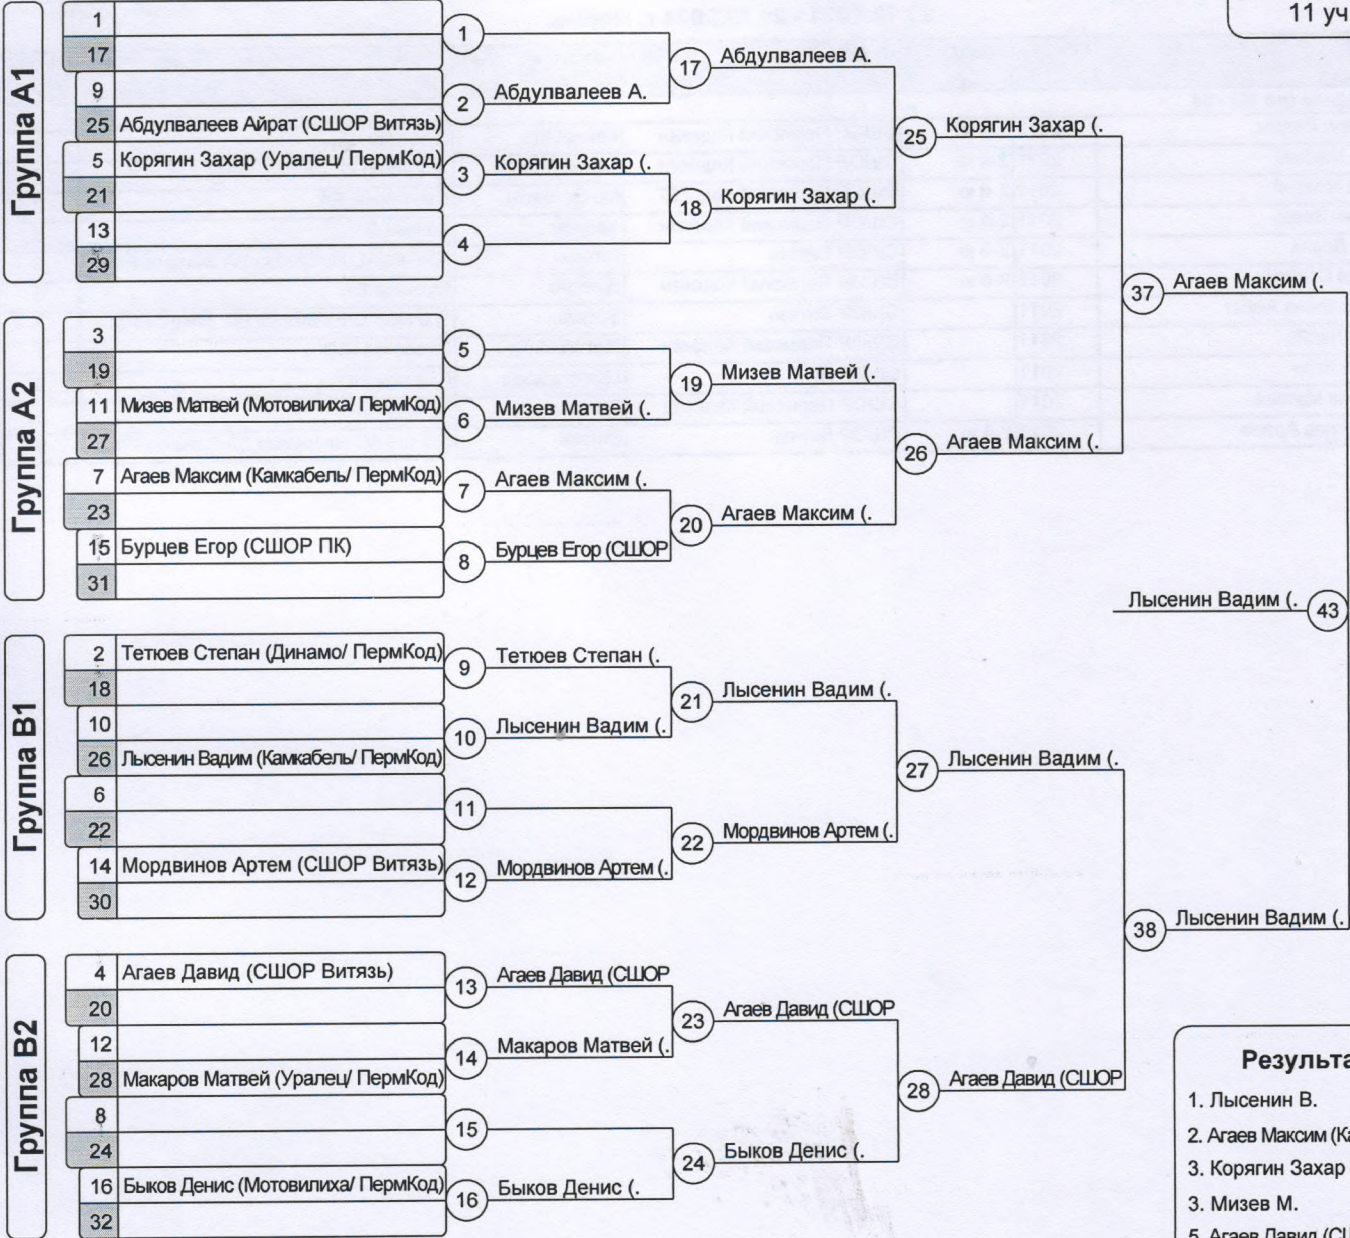 11 уч
Группа A1
1
17
9
25 Абдулвалеев Айрат (СШОР Витязь)
5 Корягин Захар (Уралец/ ПермКод)
21
13
29
1
2
3
4
Абдулвалеев А.
Корягин Захар (.
17
18
Абдулвалеев А.
Корягин Захар (.
25
Корягин Захар (.
Группа A2
3
19
11 Мизев Матвей (Мотовилиха/ ПермКод)
27
7 Агаев Максим (Камкабель/ ПермКод)
23
15 Бурцев Егор (СШОР ПК)
31
5
6
7
8
Мизев Матвей (.
Агаев Максим (.
Бурцев Егор (СШОР
19
20
Мизев Матвей (.
Агаев Максим (.
26
Агаев Максим (.
37
Агаев Максим (.
Лысенин Вадим (.
43
Группа B1
2 Тетюев Степан (Динамо/ ПермКод)
18
10
26 Лысенин Вадим (Камкабель/ ПермКод)
6
22
14 Мордвинов Артем (СШОР Витязь)
30
9
10
11
12
Тетюев Степан (.
Лысенин Вадим (.
Мордвинов Артем (.
21
22
Лысенин Вадим (.
Мордвинов Артем (.
27
Лысенин Вадим (.
Группа B2
4 Агаев Давид (СШОР Витязь)
20
12
28 Макаров Матвей (Уралец/ ПермКод)
8
24
16 Быков Денис (Мотовилиха/ ПермКод)
32
13
14
15
16
Агаев Давид (СШОР
Макаров Матвей (.
Быков Денис (.
23
24
Агаев Давид (СШОР
Быков Денис (.
28
Агаев Давид (СШОР
38
Лысенин Вадим (.
Результа
1. Лысенин В.
2. Агаев Максим (Ка
3. Корягин Захар
3. Мизев М.
5. Агаев Давид (СШ